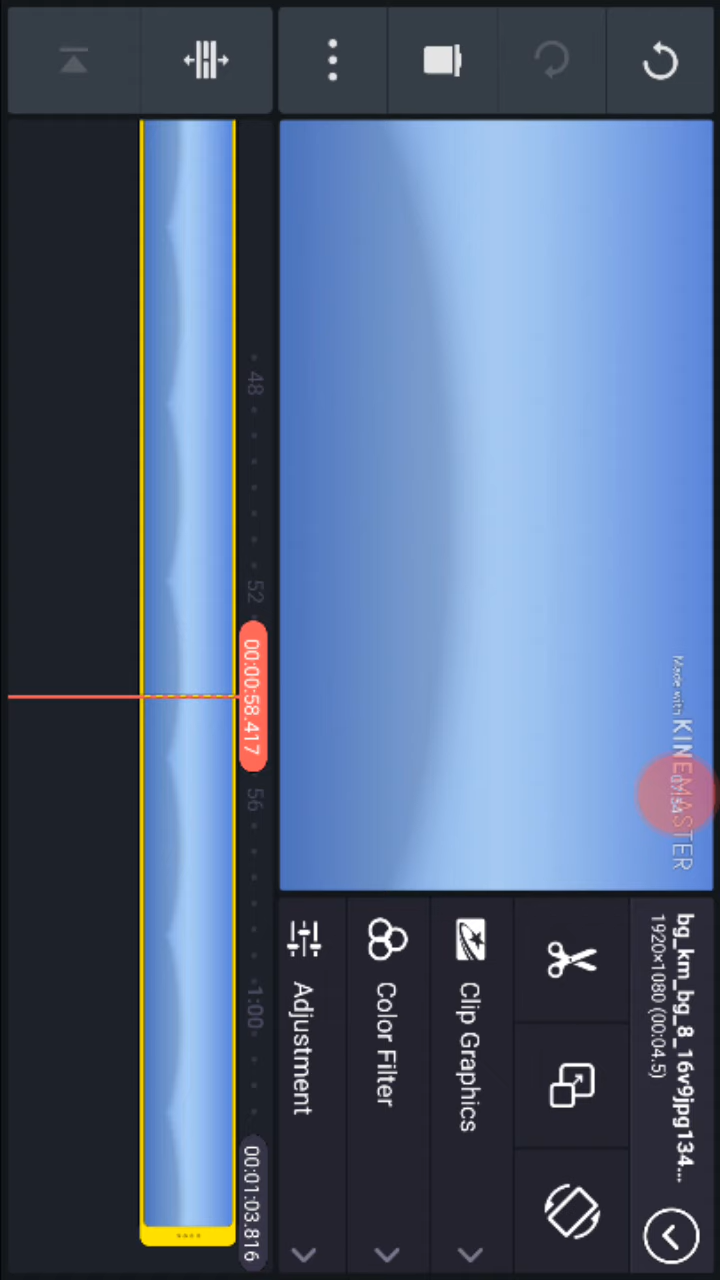 Made with KINEMASTER
bg_km_bg_8_16v9jpg134...
1920×1080 (00:04.5)
Clip Graphics
Color Filter
Adjustment
48
52
00:00:58.417
56
1:00
00:01:03.816